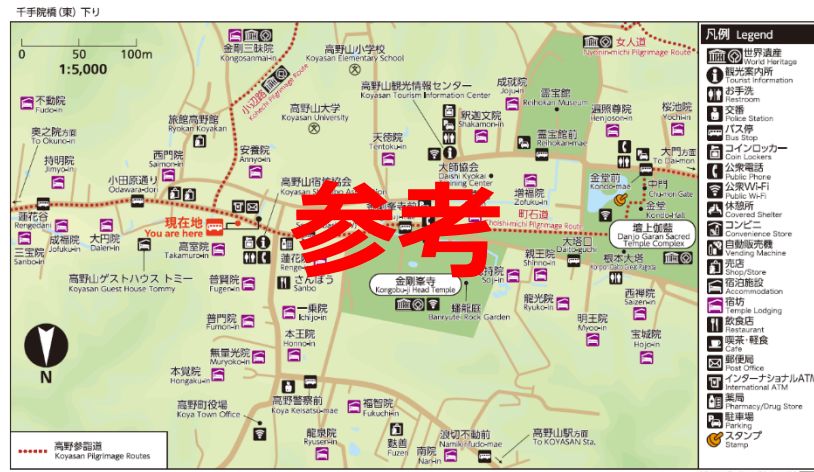 千手院橋(東) 下り
0 50 100m
1:5,000
N
高野参詣道
Koyasan Pilgrimage Routes
参考
金剛三昧院
Kongosanmai-in
高野山小学校
Koyasan Elementary School
女人道
Nyonin-michi Pilgrimage Route
小辺路
Kohechi Pilgrimage Route
高野山大学
Koyasan University
高野山観光情報センター
Koyasan Tourism Information Center
成就院
Joju-in
霊宝館
Reihokan Museum
不動院
Fudo-in
旅館高野館
Ryokan Koyakan
釈迦文院
Shakamon-in
遍照尊院
Henjoson-in
桜池院
Yochi-in
奥之院方面
To Okuno-in
西門院
Saimon-in
安養院
Annyo-in
天徳院
Tentoku-in
霊宝館前
Reihokan-mae
大門方面
To Daimon
持明院
Jimyo-in
小田原通り
Odawara-dori
高野山宿坊協会
大師協会
Daishi Kyokai
増福院
Zofuku-in
金堂前
Kondo-mae
中門
Chumon Gate
金堂
Kondo Hall
蓮花谷
Rengedani
現在地
You are here
町石道
Choishi-michi Pilgrimage Route
壇上伽藍
Danjo Garan Sacred
Temple Complex
三宝院
Sanbo-in
成福院
Jofuku-in
大円院
Daien-in
高室院
Takamuro-in
蓮花院
さんぼう
Sanbo
親王院
Shinno-in
大塔口
Daito-guchi
根本大塔
Konpon Daito Great Pagoda
高野山ゲストハウス トミー
Koyasan Guest House Tommy
普賢院
Fugen-in
金剛峯寺
Kongobu-ji Head Temple
蟠龍庭
Banryutei Rock Garden
龍光院
Ryuko-in
西禅院
Saizen-in
普門院
Fumon-in
一乗院
Ichijo-in
明王院
Myoo-in
宝城院
Hojo-in
本王院
Honno-in
無量光院
Muryoko-in
本覚院
Hongaku-in
高野町役場
Koya Town Office
高野警察前
Koya Keisatsu-mae
福智院
Fukuchi-in
龍泉院
Ryusen-in
麩善
Fuzen
南院
Nan-in
波切不動前
Namikirifudo-mae
高野山駅方面
To KOYASAN Sta.
凡例 Legend
世界遺産
World Heritage
観光案内所
Tourist Information
お手洗
Restroom
交番
Police Station
バス停
Bus Stop
コインロッカー
Coin Lockers
公衆電話
Public Phone
公衆Wi-Fi
Public Wi-Fi
休憩所
Covered Shelter
コンビニ
Convenience Store
自動販売機
Vending Machine
売店
Shop/Store
宿泊施設
Accommodation
宿坊
Temple Lodging
飲食店
Restaurant
喫茶・軽食
Cafe
郵便局
Post Office
インターナショナルATM
International ATM
薬局
Pharmacy/Drug Store
駐車場
Parking
スタンプ
Stamp